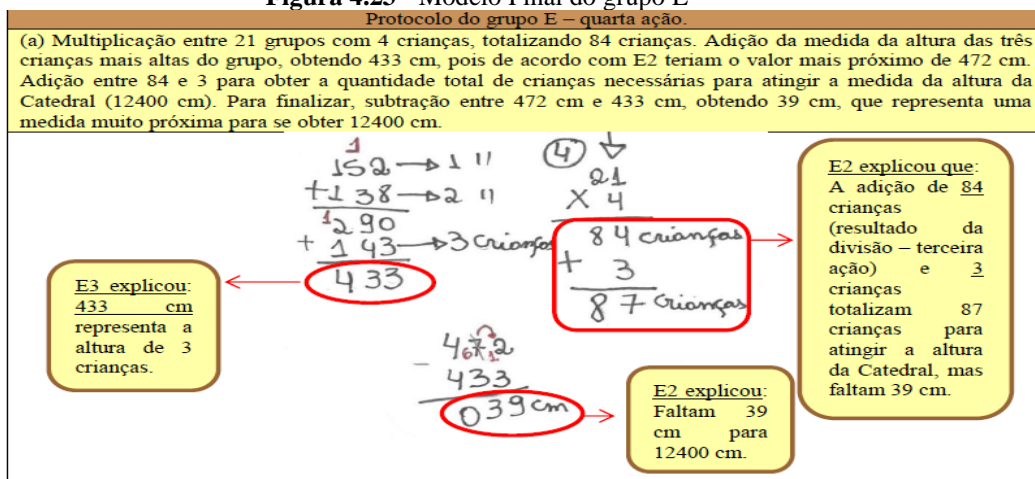 Figura 4.23 - Modelo Final do grupo E
Protocolo do grupo E – quarta ação.
(a) Multiplicação entre 21 grupos com 4 crianças, totalizando 84 crianças. Adição da medida da altura das três
crianças mais altas do grupo, obtendo 433 cm, pois de acordo com E2 teriam o valor mais próximo de 472 cm.
Adição entre 84 e 3 para obter a quantidade total de crianças necessárias para atingir a medida da altura da
Catedral (12400 cm). Para finalizar, subtração entre 472 cm e 433 cm, obtendo 39 cm, que representa uma
medida muito próxima para se obter 12400 cm.
1
152 → 1 "
+138 → 2 "
1290
+ 143 → 3 crianças
433
4
21
X 4
84 crianças
+ 3
87 crianças
472
6 1
- 433
039 cm
E3 explicou:
433 cm
representa a
altura de 3
crianças.
E2 explicou que:
A adição de 84
crianças
(resultado da
divisão – terceira
ação) e 3
crianças
totalizam 87
crianças para
atingir a altura
da Catedral, mas
faltam 39 cm.
E2 explicou:
Faltam 39
cm para
12400 cm.